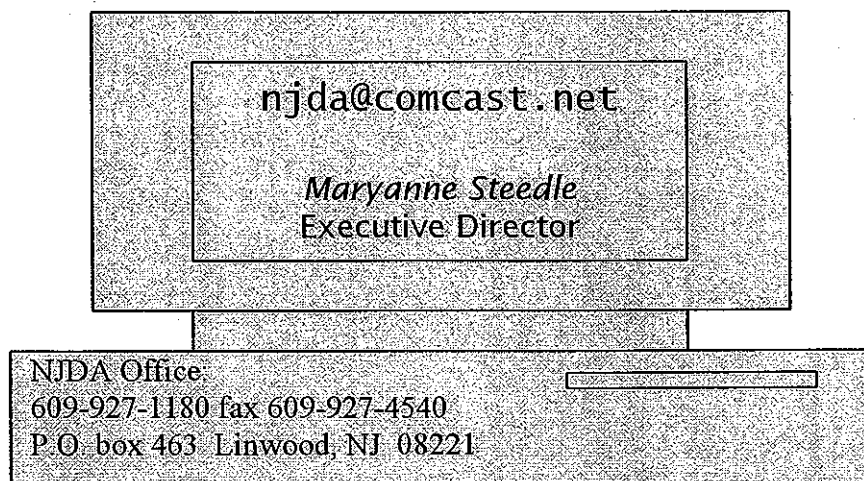 njda@comcast.net
Maryanne Steedle
Executive Director
NJDA Office:
609-927-1180 fax 609-927-4540
P.O. box 463 Linwood, NJ 08221